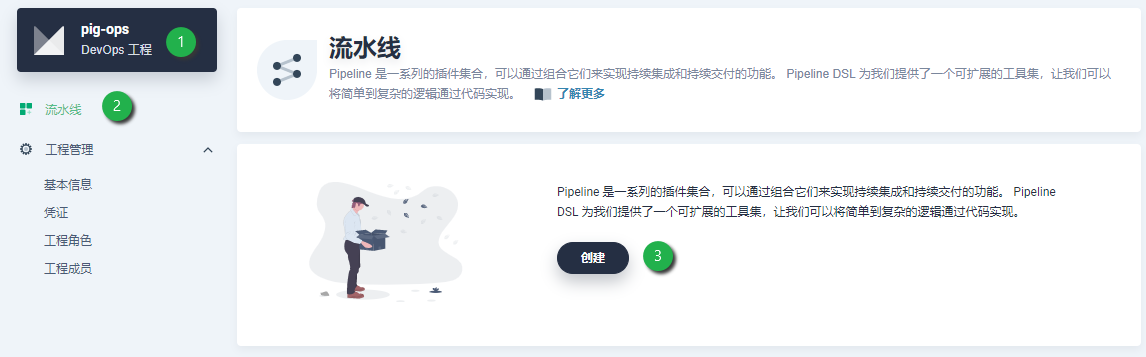 pig-ops
DevOps 工程
1
流水线
2
工程管理
基本信息
凭证
工程角色
工程成员
流水线
Pipeline 是一系列的插件集合，可以通过组合它们来实现持续集成和持续交付的功能。 Pipeline DSL 为我们提供了一个可扩展的工具集，让我们可以
将简单到复杂的逻辑通过代码实现。 了解更多
Pipeline 是一系列的插件集合，可以通过组合它们来实现持续集成和持续交付的功能。 Pipeline
DSL 为我们提供了一个可扩展的工具集，让我们可以将简单到复杂的逻辑通过代码实现。
创建
3